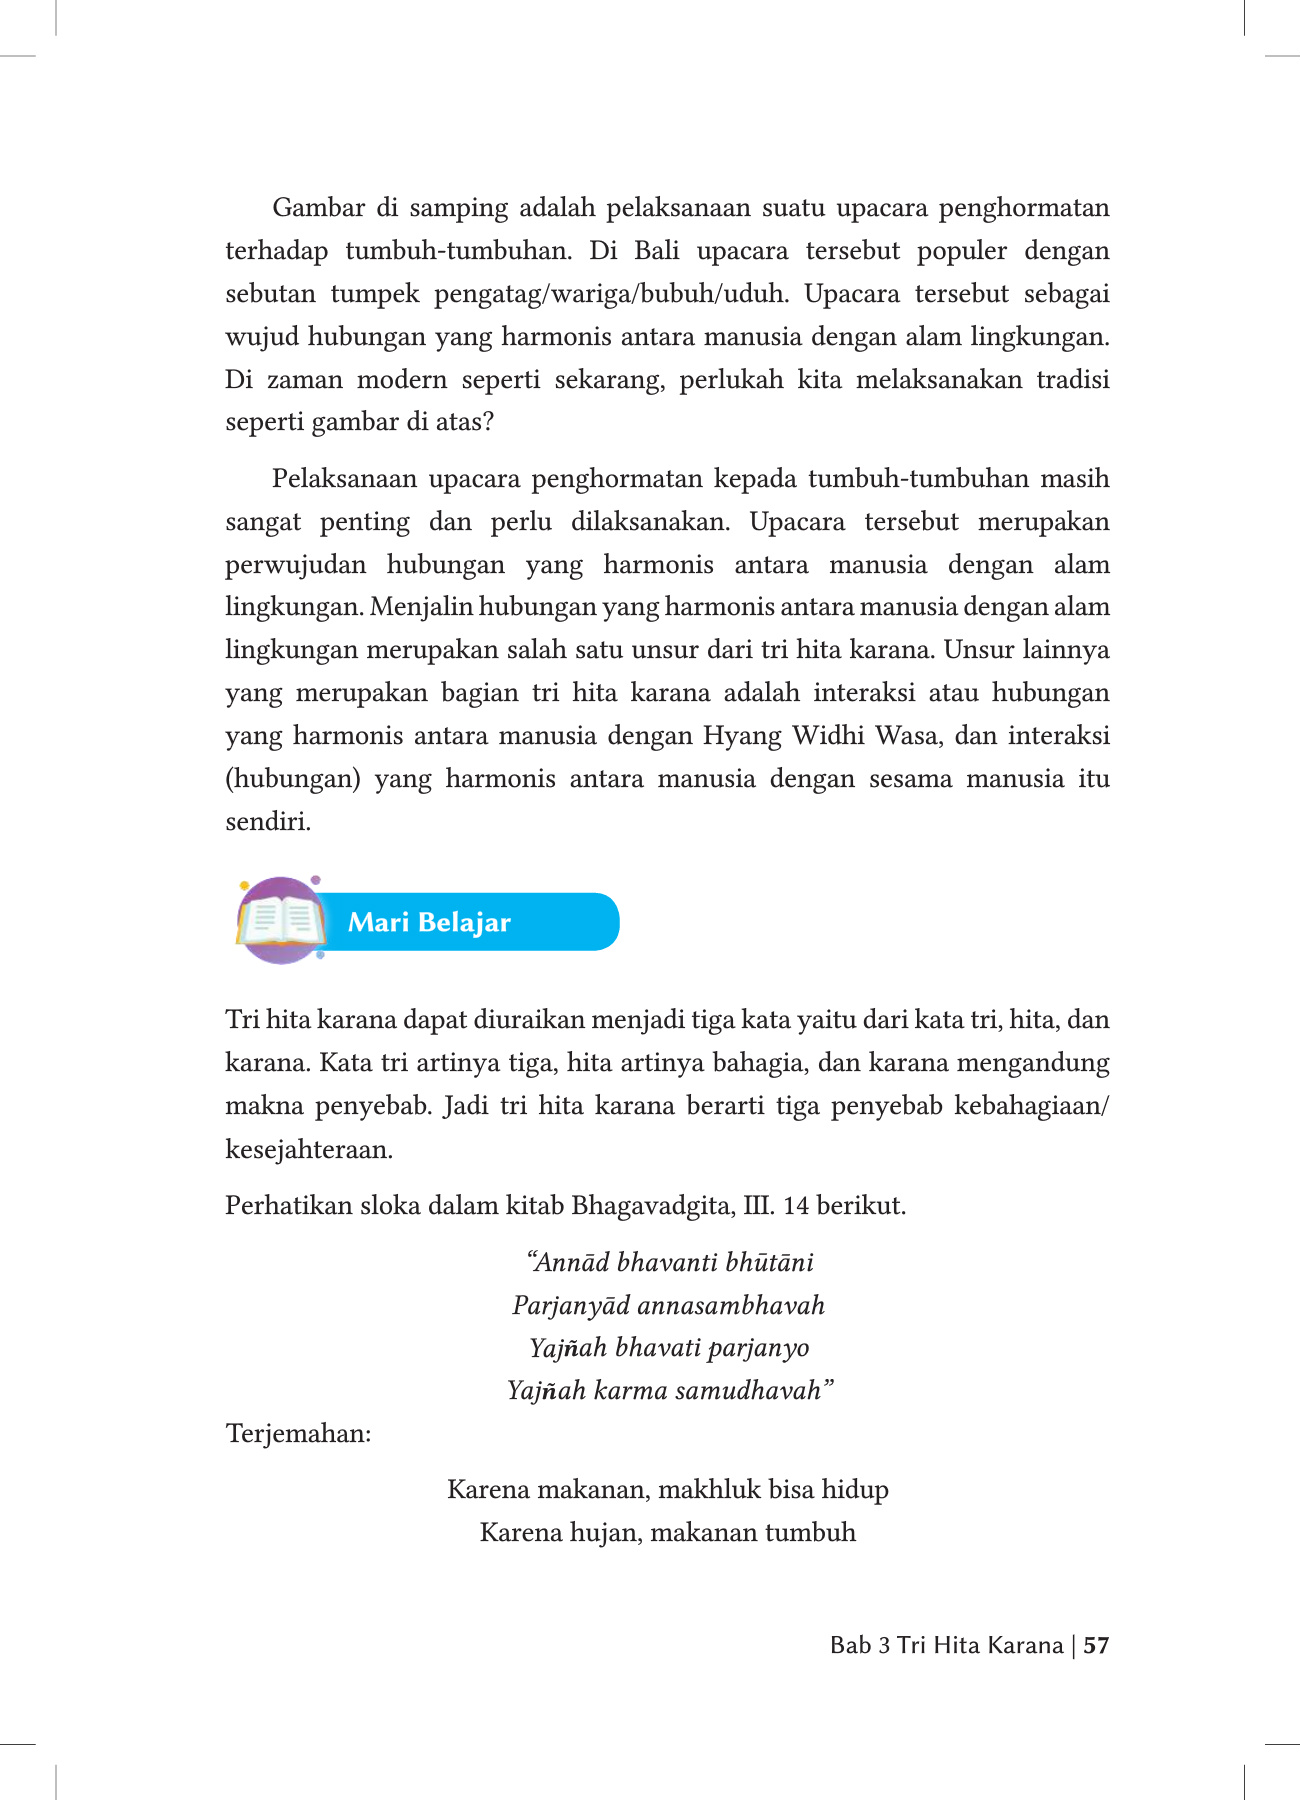 Gambar di samping adalah pelaksanaan suatu upacara penghormatan
terhadap tumbuh-tumbuhan. Di Bali upacara tersebut populer dengan
sebutan tumpek pengatag/wariga/bubuh/uduh. Upacara tersebut sebagai
wujud hubungan yang harmonis antara manusia dengan alam lingkungan.
Di zaman modern seperti sekarang, perlukah kita melaksanakan tradisi
seperti gambar di atas?
Pelaksanaan upacara penghormatan kepada tumbuh-tumbuhan masih
sangat penting dan perlu dilaksanakan. Upacara tersebut merupakan
perwujudan hubungan yang harmonis antara manusia dengan alam
lingkungan. Menjalin hubungan yang harmonis antara manusia dengan alam
lingkungan merupakan salah satu unsur dari tri hita karana. Unsur lainnya
yang merupakan bagian tri hita karana adalah interaksi atau hubungan
yang harmonis antara manusia dengan Hyang Widhi Wasa, dan interaksi
(hubungan) yang harmonis antara manusia dengan sesama manusia itu
sendiri.
Mari Belajar
Tri hita karana dapat diuraikan menjadi tiga kata yaitu dari kata tri, hita, dan
karana. Kata tri artinya tiga, hita artinya bahagia, dan karana mengandung
makna penyebab. Jadi tri hita karana berarti tiga penyebab kebahagiaan/
kesejahteraan.
Perhatikan sloka dalam kitab Bhagavadgita, III. 14 berikut.
“Annād bhavanti bhūtāni
Parjanyād annasambhavah
Yajñah bhavati parjanyo
Yajñah karma samudhavah”
Terjemahan:
Karena makanan, makhluk bisa hidup
Karena hujan, makanan tumbuh
Bab 3 Tri Hita Karana | 57